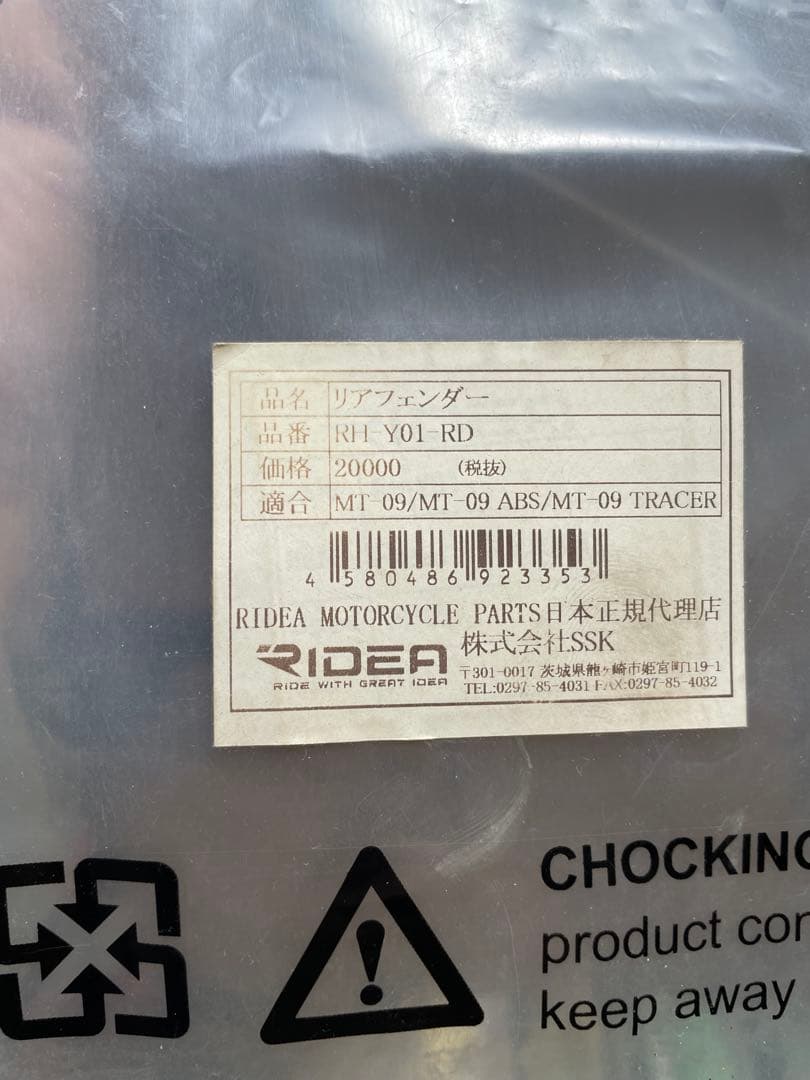 品名 リアフェンダー
品番 RH-Y01-RD
価格 20000 (税抜)
適合 MT-09/MT-09 ABS/MT-09 TRACER
4 580486 923353
RIDEA MOTORCYCLE PARTS日本正規代理店
株式会社SSK
RIDEA
RIDE WITH GREAT IDEA
〒301-0017 茨城県龍ヶ崎市姫宮町119-1
TEL:0297-85-4031 FAX:0297-85-4032
CHOCKING
product con
keep away